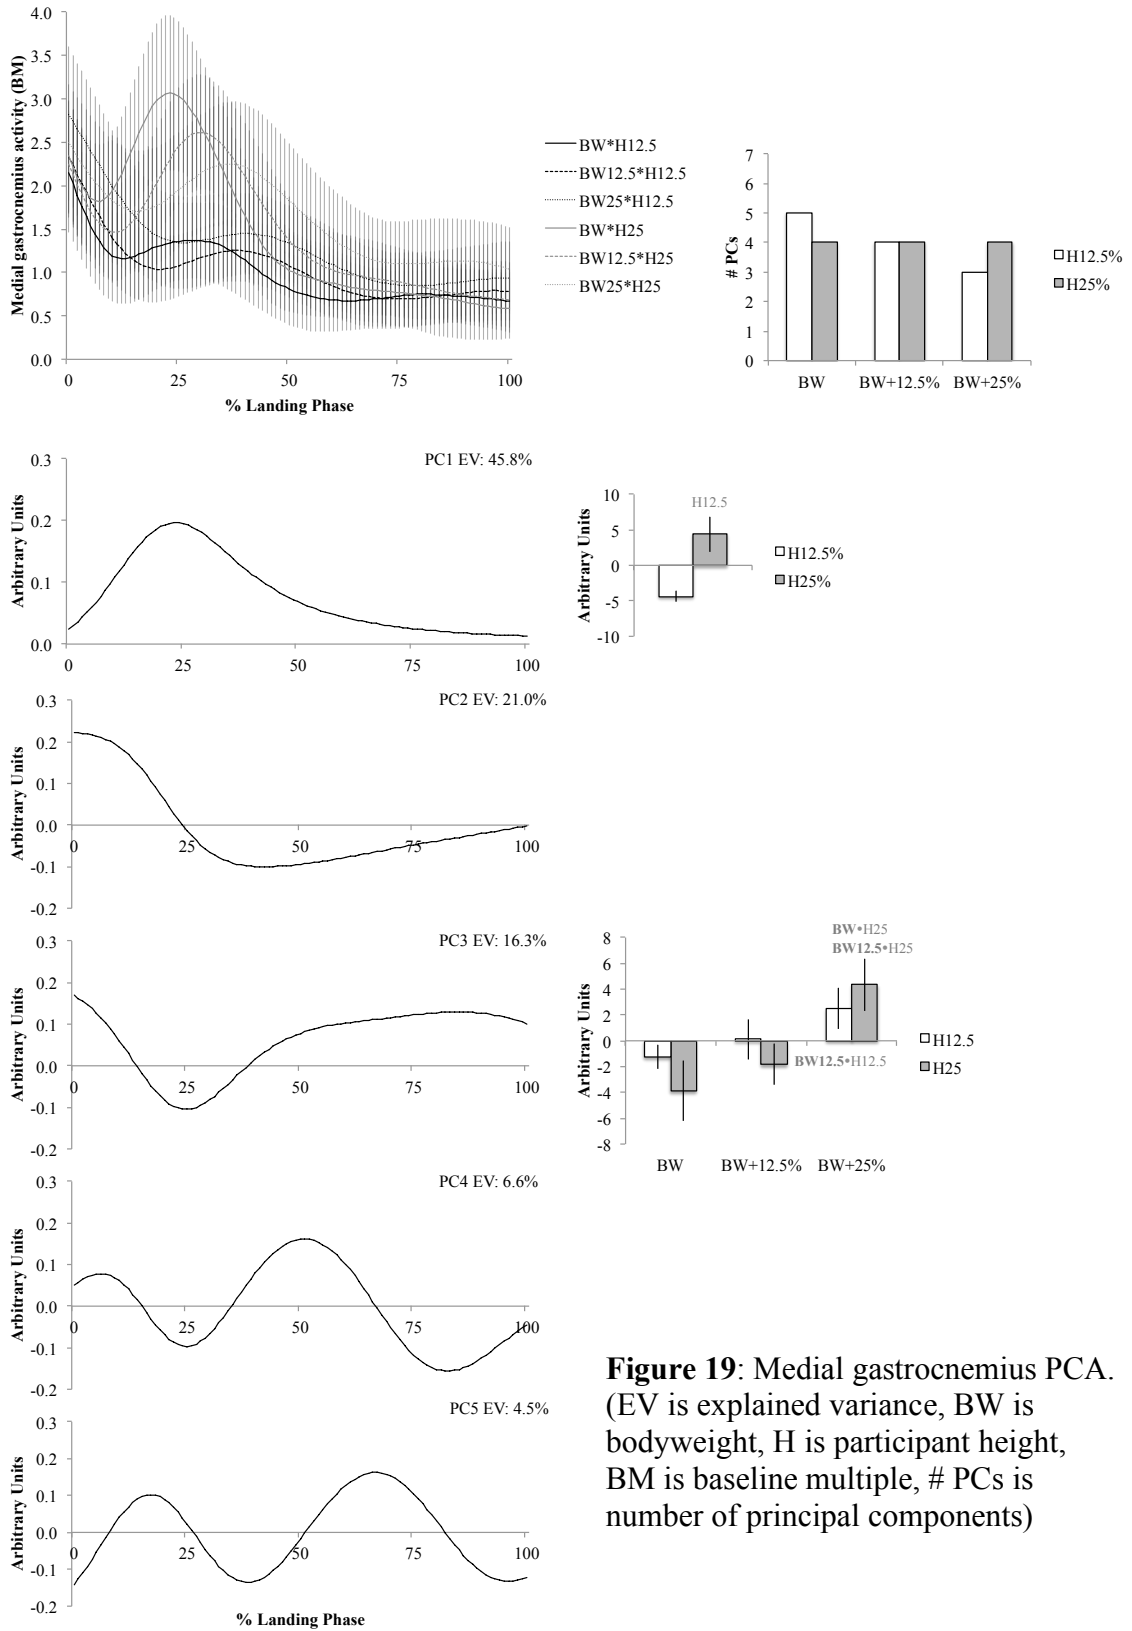 4.0
3.5
3.0
2.5
2.0
1.5
1.0
0.5
0.0
Medial gastrocnemius activity (BM)
0 25 50 75 100
% Landing Phase
BW*H12.5
BW12.5*H12.5
BW25*H12.5
BW*H25
BW12.5*H25
BW25*H25
7
6
5
4
3
2
1
0
# PCs
BW BW+12.5% BW+25%
H12.5%
H25%
PC1 EV: 45.8%
0.3
0.2
0.1
0.0
Arbitrary Units
0 25 50 75 100
10
5
0
-5
-10
Arbitrary Units
H12.5
H12.5%
H25%
PC2 EV: 21.0%
0.3
0.2
0.1
0.0
-0.1
-0.2
Arbitrary Units
0 25 50 75 100
PC3 EV: 16.3%
0.3
0.2
0.1
0.0
-0.1
-0.2
Arbitrary Units
0 25 50 75 100
8
6
4
2
0
-2
-4
-6
-8
Arbitrary Units
BW•H25
BW12.5•H25
BW12.5•H12.5
BW BW+12.5% BW+25%
H12.5
H25
PC4 EV: 6.6%
0.3
0.2
0.1
0.0
-0.1
-0.2
Arbitrary Units
0 25 50 75 100
PC5 EV: 4.5%
0.3
0.2
0.1
0.0
-0.1
-0.2
Arbitrary Units
0 25 50 75 100
% Landing Phase
Figure 19: Medial gastrocnemius PCA.
(EV is explained variance, BW is
bodyweight, H is participant height,
BM is baseline multiple, # PCs is
number of principal components)